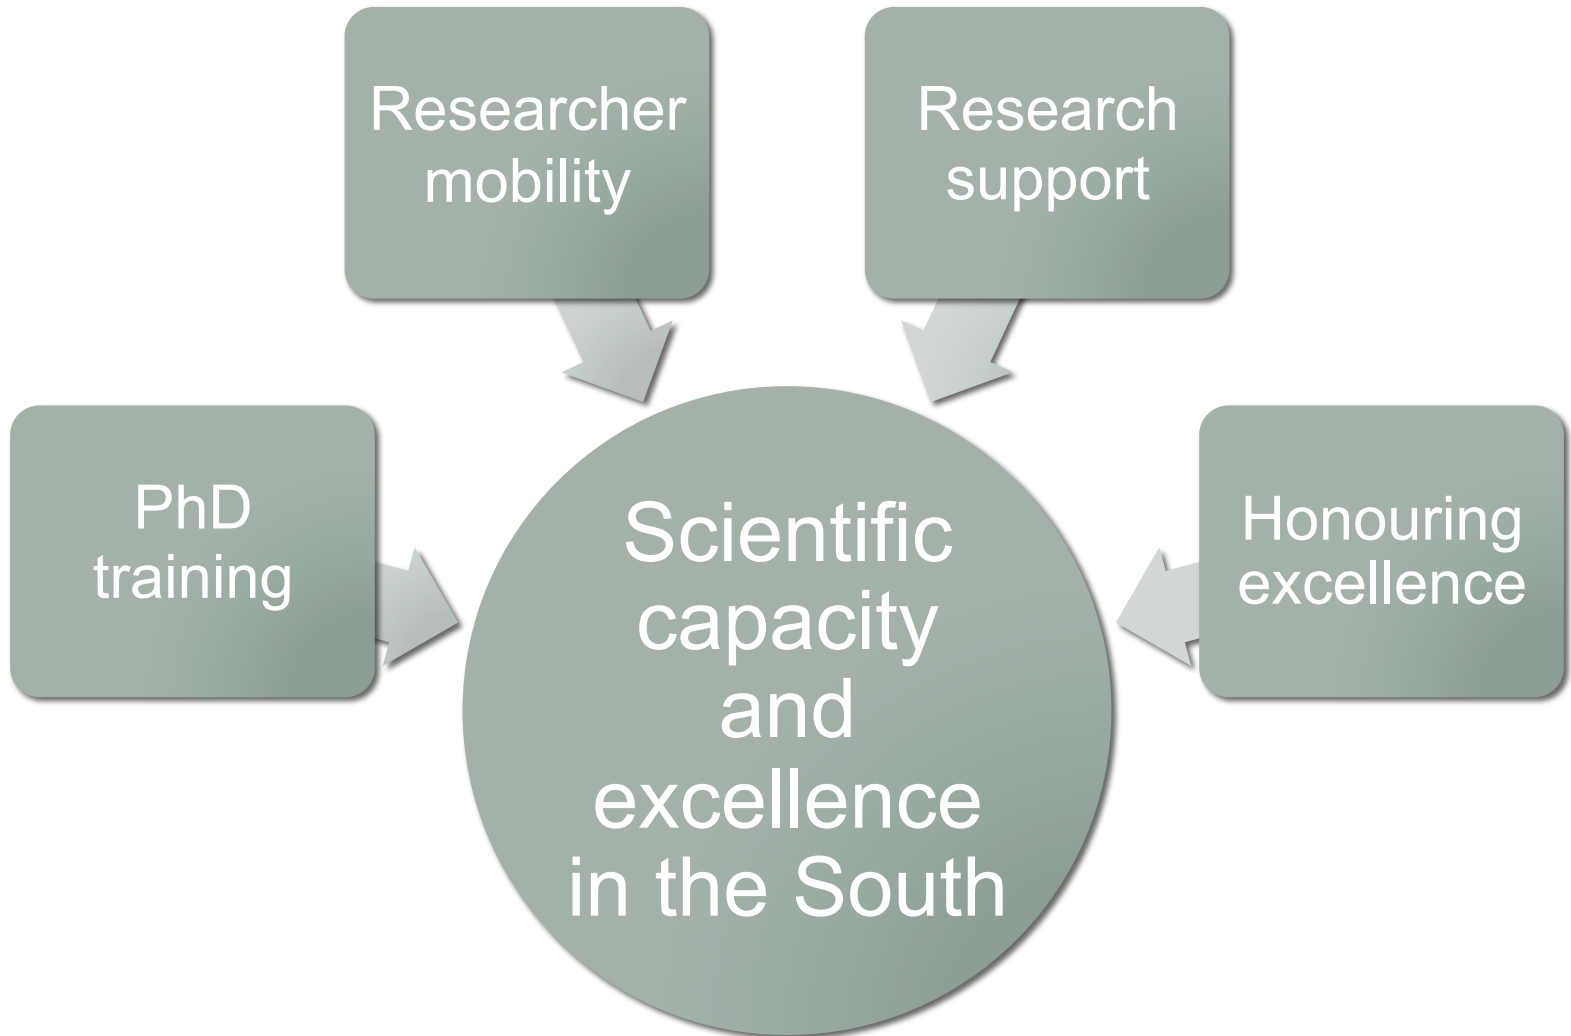 Researcher
mobility
Research
support
PhD
training
Honouring
excellence
Scientific
capacity
and
excellence
in the South